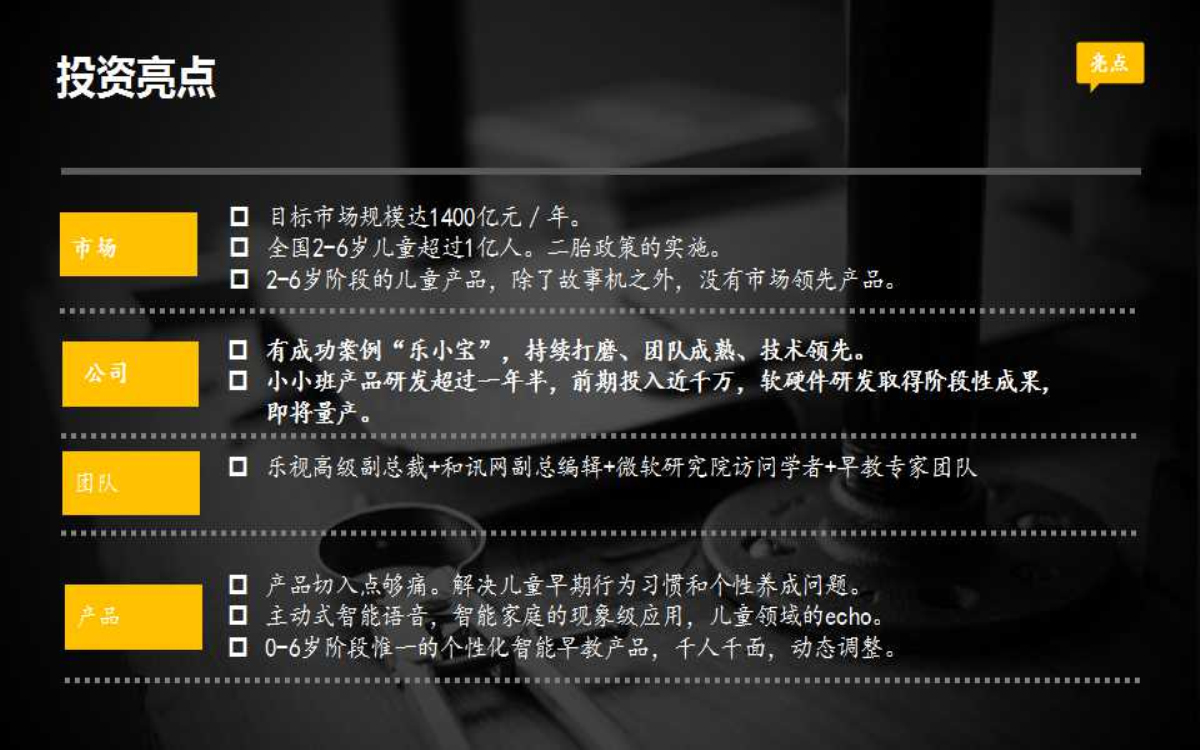 投资亮点
亮点
市场
目标市场规模达1400亿元／年。
全国2-6岁儿童超过1亿人。二胎政策的实施。
2-6岁阶段的儿童产品，除了故事机之外，没有市场领先产品。
公司
有成功案例“乐小宝”，持续打磨、团队成熟、技术领先。
小小班产品研发超过一年半，前期投入近千万，软硬件研发取得阶段性成果，
即将量产。
团队
乐视高级副总裁+和讯网副总编辑+微软研究院访问学者+早教专家团队
产品
产品切入点够痛。解决儿童早期行为习惯和个性养成问题。
主动式智能语音，智能家庭的现象级应用，儿童领域的echo。
0-6岁阶段惟一的个性化智能早教产品，千人千面，动态调整。